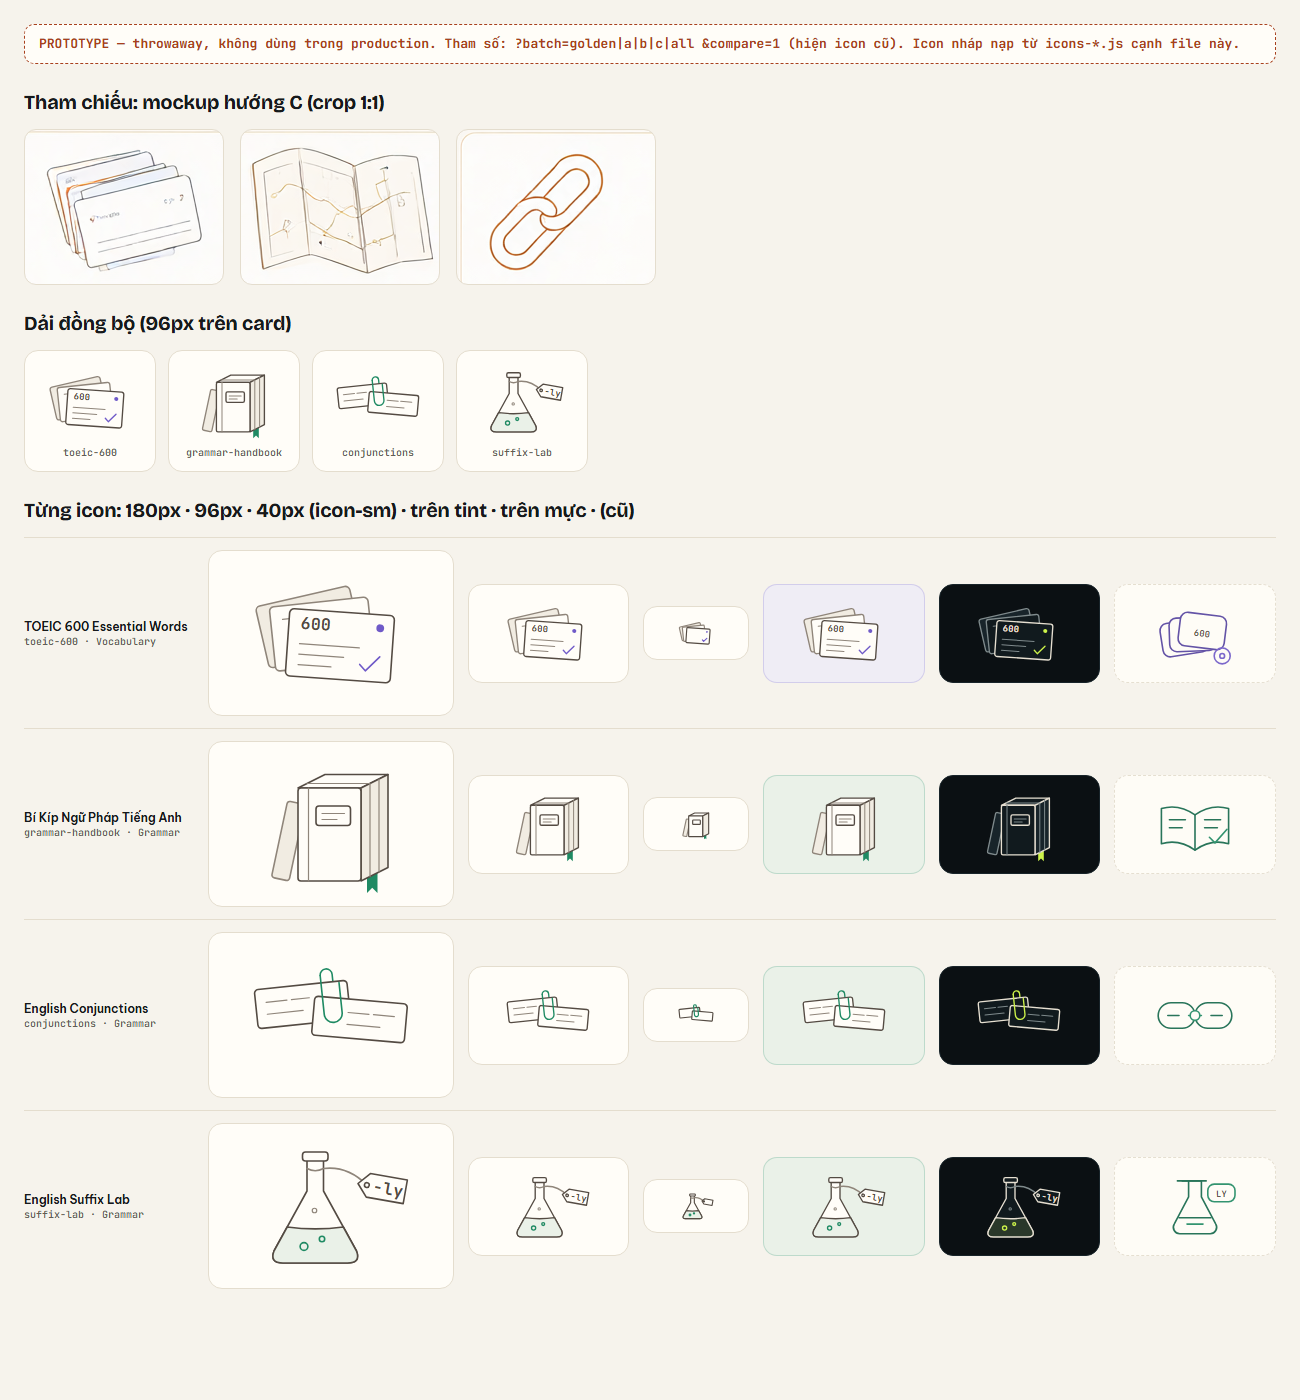 PROTOTYPE — throwaway, không dùng trong production. Tham số: ?batch=golden|a|b|c|all &compare=1 (hiện icon cũ). Icon nháp nạp từ icons-*.js cạnh file này.
Tham chiếu: mockup hướng C (crop 1:1)
Dải đồng bộ (96px trên card)
600
-ly
toeic-600
grammar-handbook
conjunctions
suffix-lab
Từng icon: 180px · 96px · 40px (icon-sm) · trên tint · trên mực · (cũ)
TOEIC 600 Essential Words
toeic-600 · Vocabulary
600
600
600
600
600
Bí Kíp Ngữ Pháp Tiếng Anh
grammar-handbook · Grammar
English Conjunctions
conjunctions · Grammar
English Suffix Lab
suffix-lab · Grammar
-ly
-ly
-ly
-ly
LY